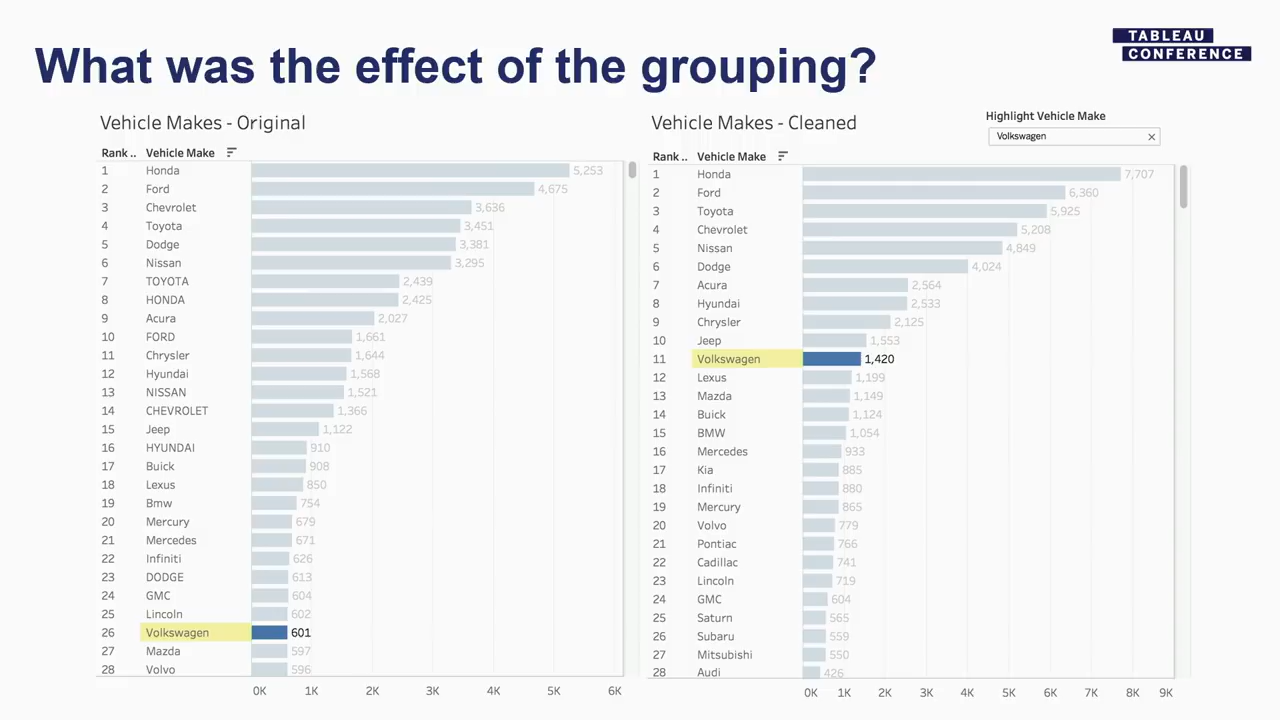 What was the effect of the grouping?
TABLEAU
CONFERENCE
Vehicle Makes - Original
Rank .. Vehicle Make
1 Honda 5,253
2 Ford 4,675
3 Chevrolet 3,636
4 Toyota 3,451
5 Dodge 3,381
6 Nissan 3,295
7 TOYOTA 2,439
8 HONDA 2,425
9 Acura 2,027
10 FORD 1,661
11 Chrysler 1,644
12 Hyundai 1,568
13 NISSAN 1,521
14 CHEVROLET 1,366
15 Jeep 1,122
16 HYUNDAI 910
17 Buick 908
18 Lexus 850
19 Bmw 754
20 Mercury 679
21 Mercedes 671
22 Infiniti 626
23 DODGE 613
24 GMC 604
25 Lincoln 602
26 Volkswagen 601
27 Mazda 597
28 Volvo 596
0K 1K 2K 3K 4K 5K 6K
Vehicle Makes - Cleaned
Highlight Vehicle Make
Volkswagen
Rank .. Vehicle Make
1 Honda 7,707
2 Ford 6,360
3 Toyota 5,925
4 Chevrolet 5,208
5 Nissan 4,849
6 Dodge 4,024
7 Acura 2,564
8 Hyundai 2,533
9 Chrysler 2,125
10 Jeep 1,553
11 Volkswagen 1,420
12 Lexus 1,199
13 Mazda 1,149
14 Buick 1,124
15 BMW 1,054
16 Mercedes 933
17 Kia 885
18 Infiniti 880
19 Mercury 865
20 Volvo 779
21 Pontiac 766
22 Cadillac 741
23 Lincoln 719
24 GMC 604
25 Saturn 565
26 Subaru 559
27 Mitsubishi 550
28 Audi 426
0K 1K 2K 3K 4K 5K 6K 7K 8K 9K